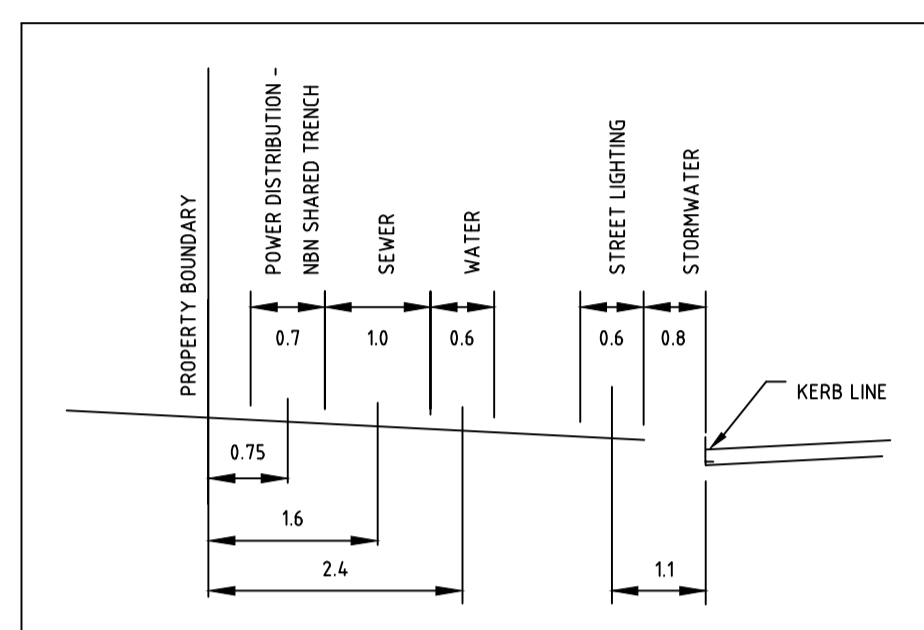 PROPERTY BOUNDARY
POWER DISTRIBUTION -
NBN SHARED TRENCH
SEWER
WATER
STREET LIGHTING
STORMWATER
0.7
1.0
0.6
0.6
0.8
KERB LINE
0.75
1.6
2.4
1.1